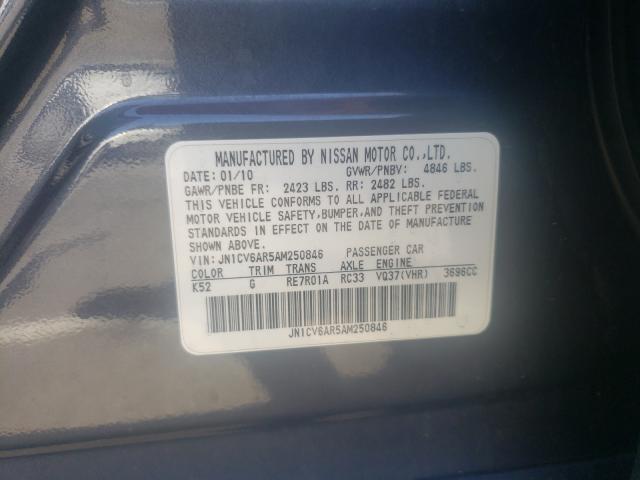 MANUFACTURED BY NISSAN MOTOR CO.,LTD.
DATE: 01/10 GVWR/PNBV: 4846 LBS.
GAWR/PNBE FR: 2423 LBS. RR: 2482 LBS.
THIS VEHICLE CONFORMS TO ALL APPLICABLE FEDERAL
MOTOR VEHICLE SAFETY,BUMPER,AND THEFT PREVENTION
STANDARDS IN EFFECT ON THE DATE OF MANUFACTURE
SHOWN ABOVE.
VIN: JN1CV6AR5AM250846 PASSENGER CAR
COLOR TRIM TRANS AXLE ENGINE
K52 G RE7R01A RC33 VQ37(VHR) 3696CC
JN1CV6AR5AM250846